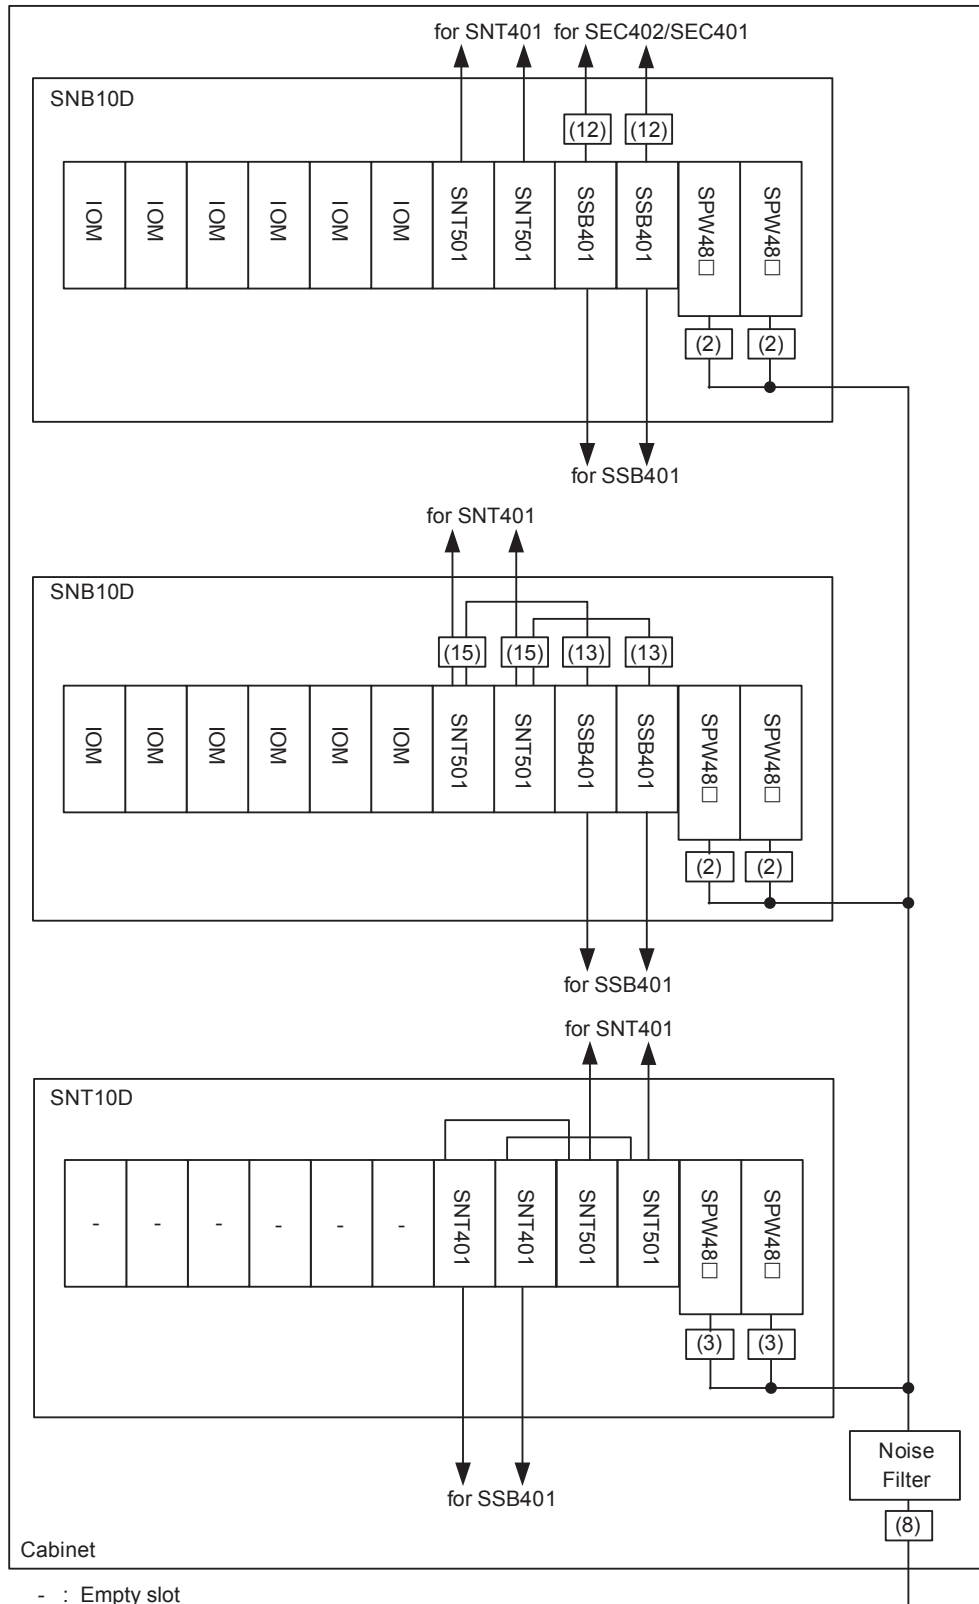 for SNT401 for SEC402/SEC401
SNB10D
(12) (12)
IOM IOM IOM IOM IOM IOM SNT501 SNT501 SSB401 SSB401 SPW48□ SPW48□
(2) (2)
for SSB401
for SNT401
SNB10D
(15) (15) (13) (13)
IOM IOM IOM IOM IOM IOM SNT501 SNT501 SSB401 SSB401 SPW48□ SPW48□
(2) (2)
for SSB401
for SNT401
SNT10D
- - - - - - SNT401 SNT401 SNT501 SNT501 SPW48□ SPW48□
(3) (3)
for SSB401
Noise
Filter
(8)
Cabinet
- : Empty slot